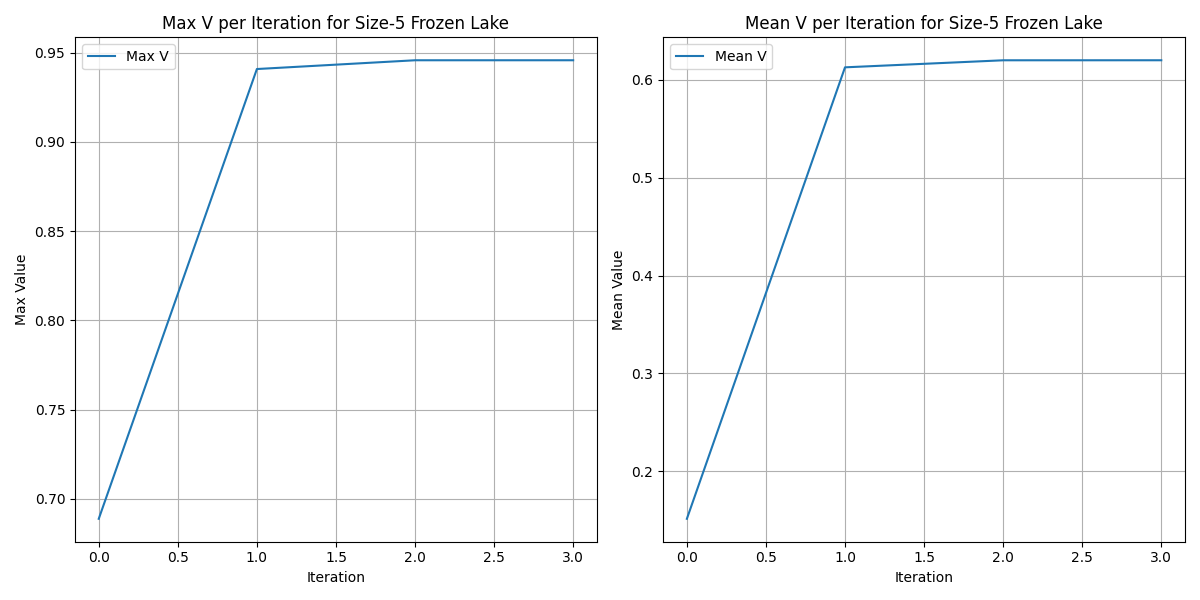 Max V per Iteration for Size-5 Frozen Lake
Max V
0.95
0.90
0.85
0.80
0.75
0.70
Max Value
0.0 0.5 1.0 1.5 2.0 2.5 3.0
Iteration
Mean V per Iteration for Size-5 Frozen Lake
Mean V
0.6
0.5
0.4
0.3
0.2
Mean Value
0.0 0.5 1.0 1.5 2.0 2.5 3.0
Iteration